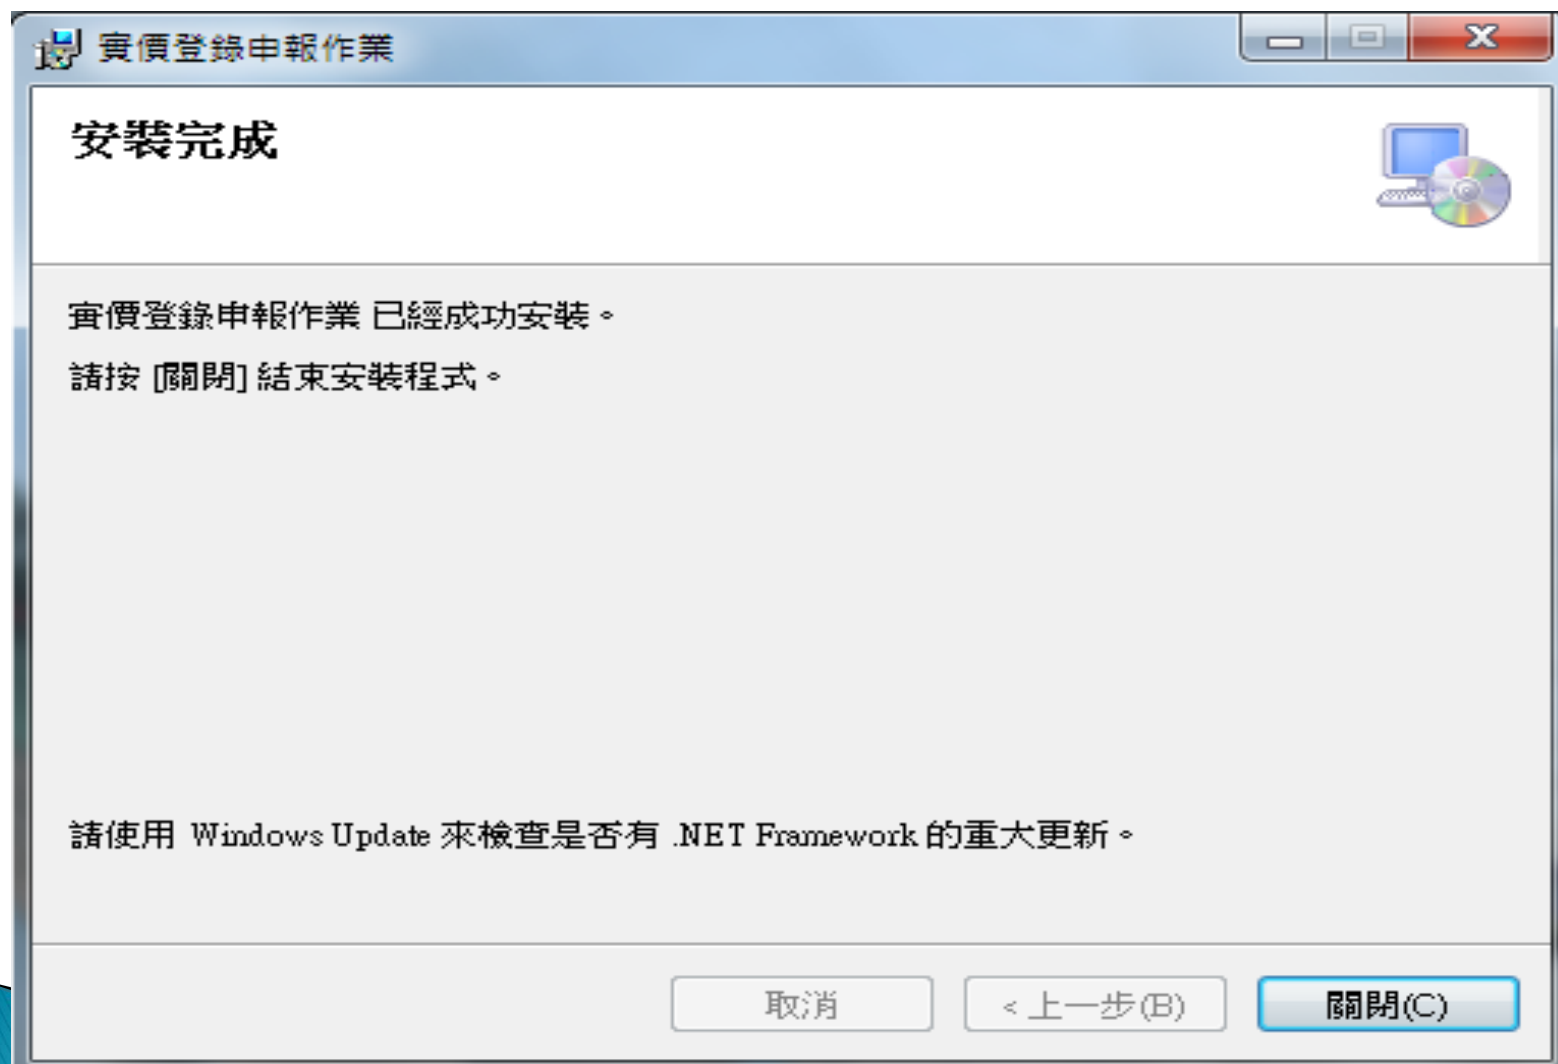 實價登錄申報作業
安裝完成
實價登錄申報作業 已經成功安裝。
請按 [關閉] 結束安裝程式。
請使用 Windows Update 來檢查是否有 .NET Framework 的重大更新。
取消
< 上一步(B)
關閉(C)